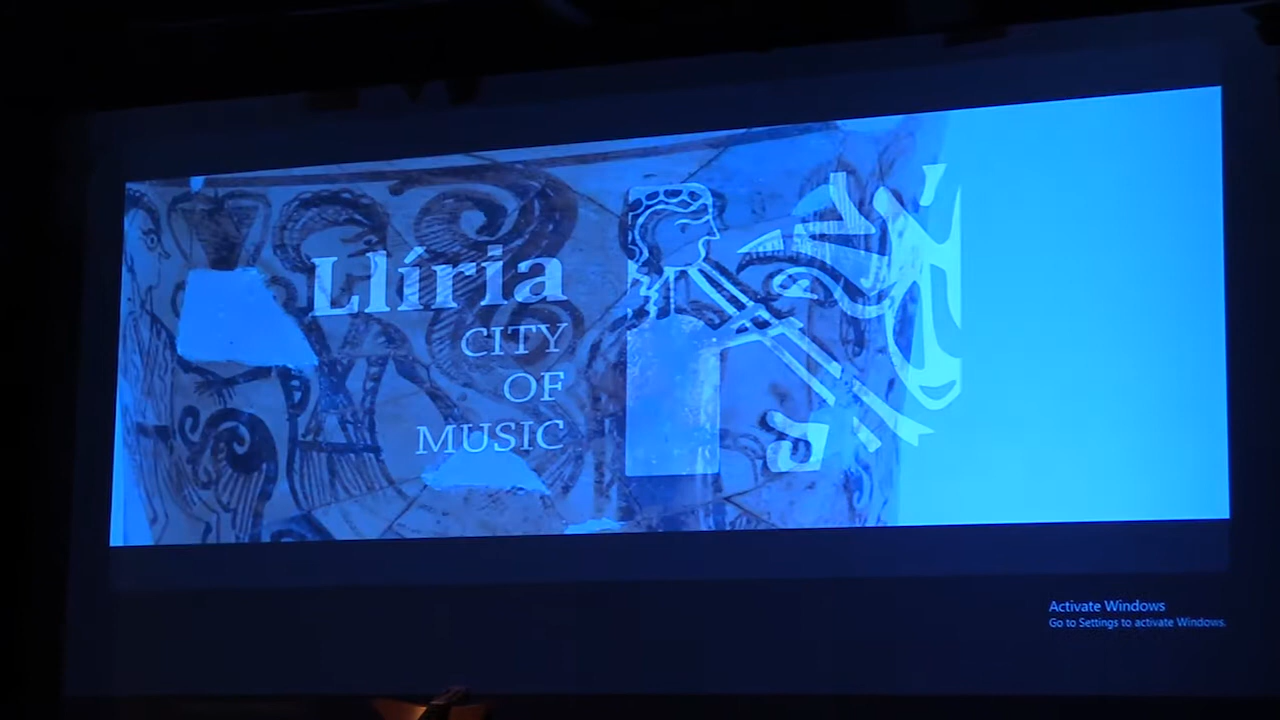 Llíria
CITY
OF
MUSIC
Activate Windows
Go to Settings to activate Windows.